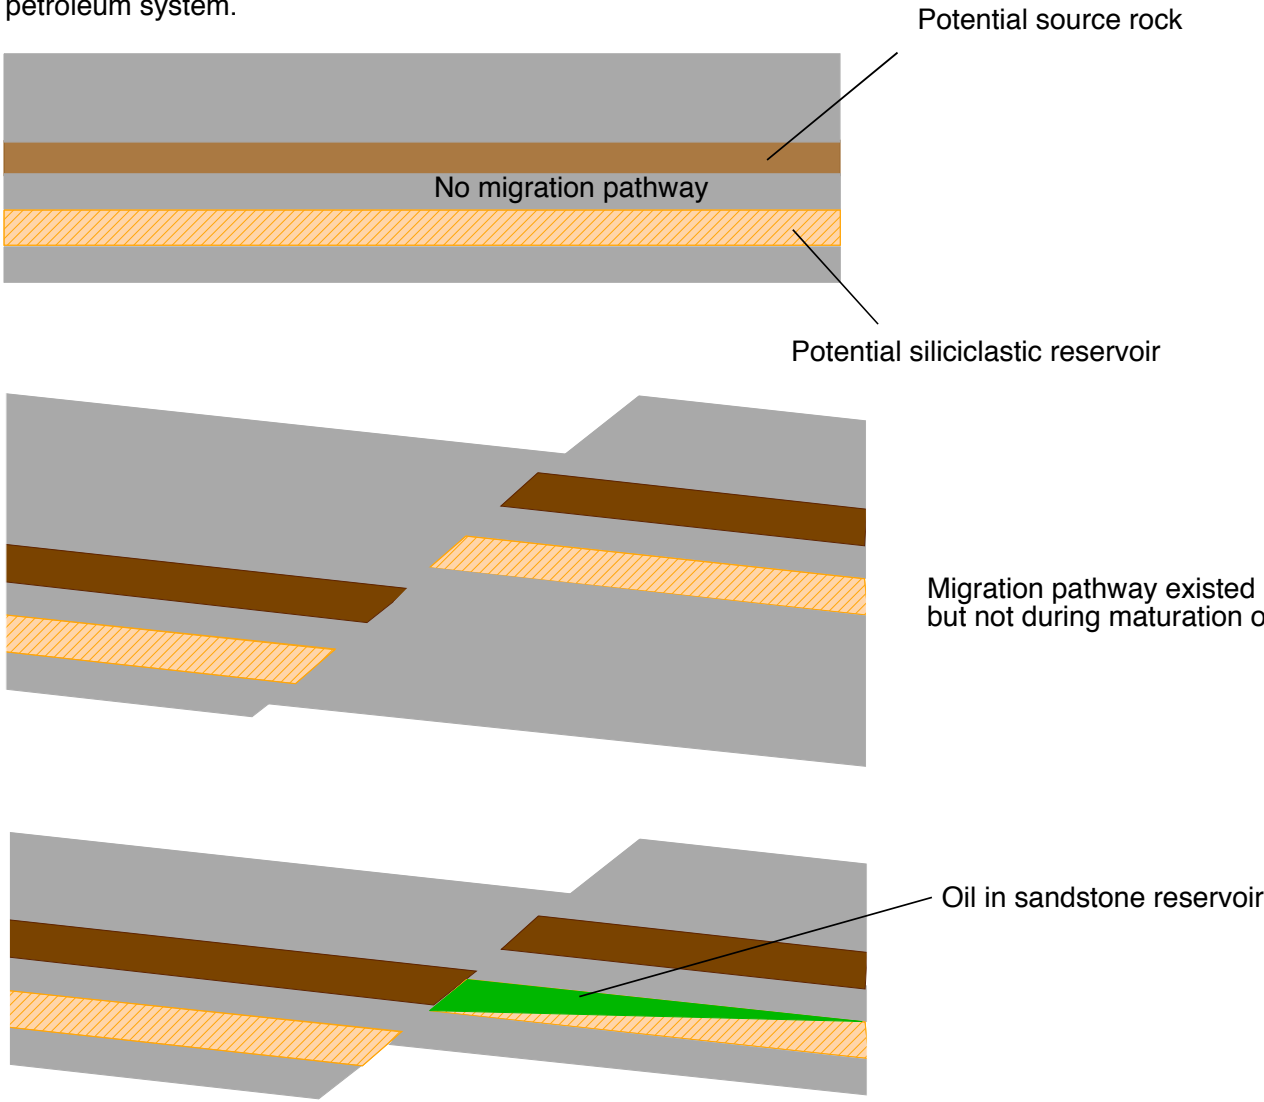 petroleum system.
Potential source rock
No migration pathway
Potential siliciclastic reservoir
Migration pathway existed
but not during maturation
Oil in sandstone reservoir